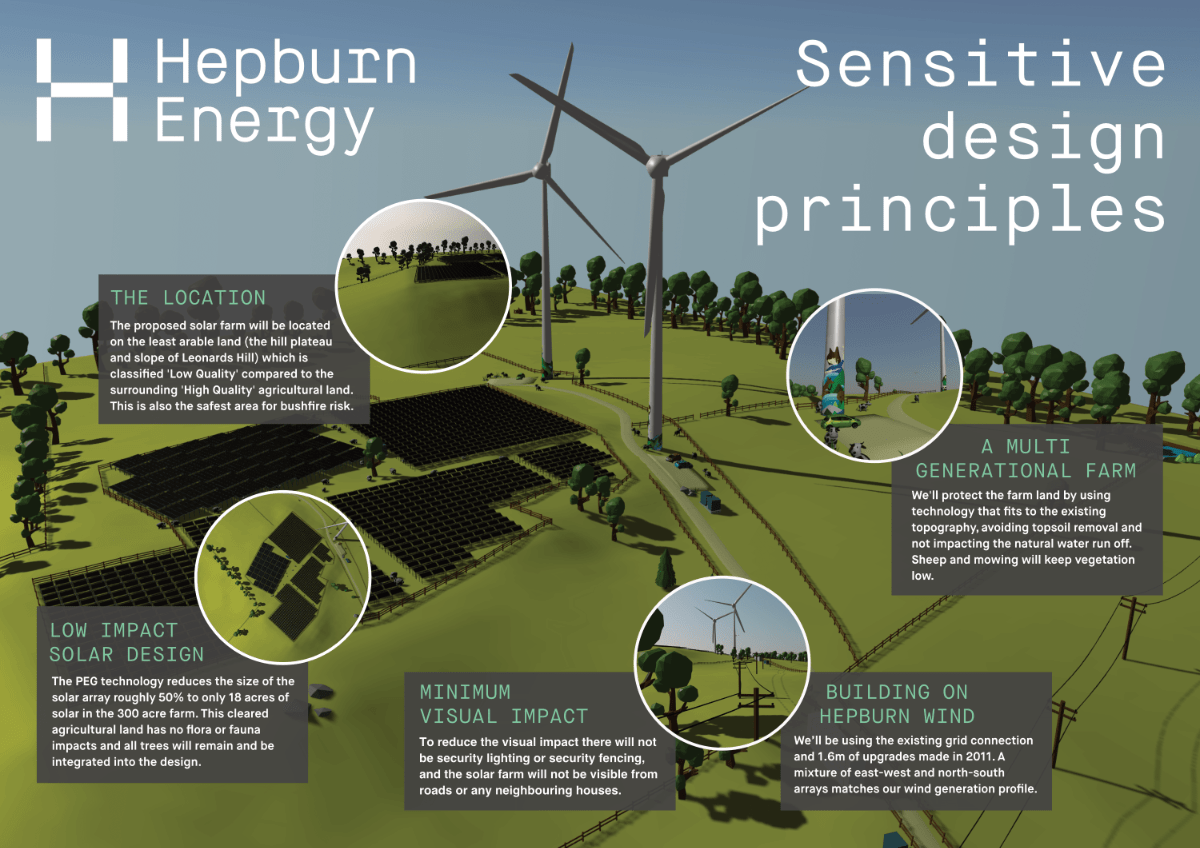 Hepburn
Energy
Sensitive
design
principles
THE LOCATION
The proposed solar farm will be located
on the least arable land (the hill plateau
and slope of Leonards Hill) which is
classified 'Low Quality' compared to the
surrounding 'High Quality' agricultural land.
This is also the safest area for bushfire risk.
A MULTI
GENERATIONAL FARM
We'll protect the farm land by using
technology that fits to the existing
topography, avoiding topsoil removal and
not impacting the natural water run off.
Sheep and mowing will keep vegetation
low.
LOW IMPACT
SOLAR DESIGN
The PEG technology reduces the size of the
solar array roughly 50% to only 18 acres of
solar in the 300 acre farm. This cleared
agricultural land has no flora or fauna
impacts and all trees will remain and be
integrated into the design.
MINIMUM
VISUAL IMPACT
To reduce the visual impact there will not
be security lighting or security fencing,
and the solar farm will not be visible from
roads or any neighbouring houses.
BUILDING ON
HEPBURN WIND
We'll be using the existing grid connection
and 1.6m of upgrades made in 2011. A
mixture of east-west and north-south
arrays matches our wind generation profile.